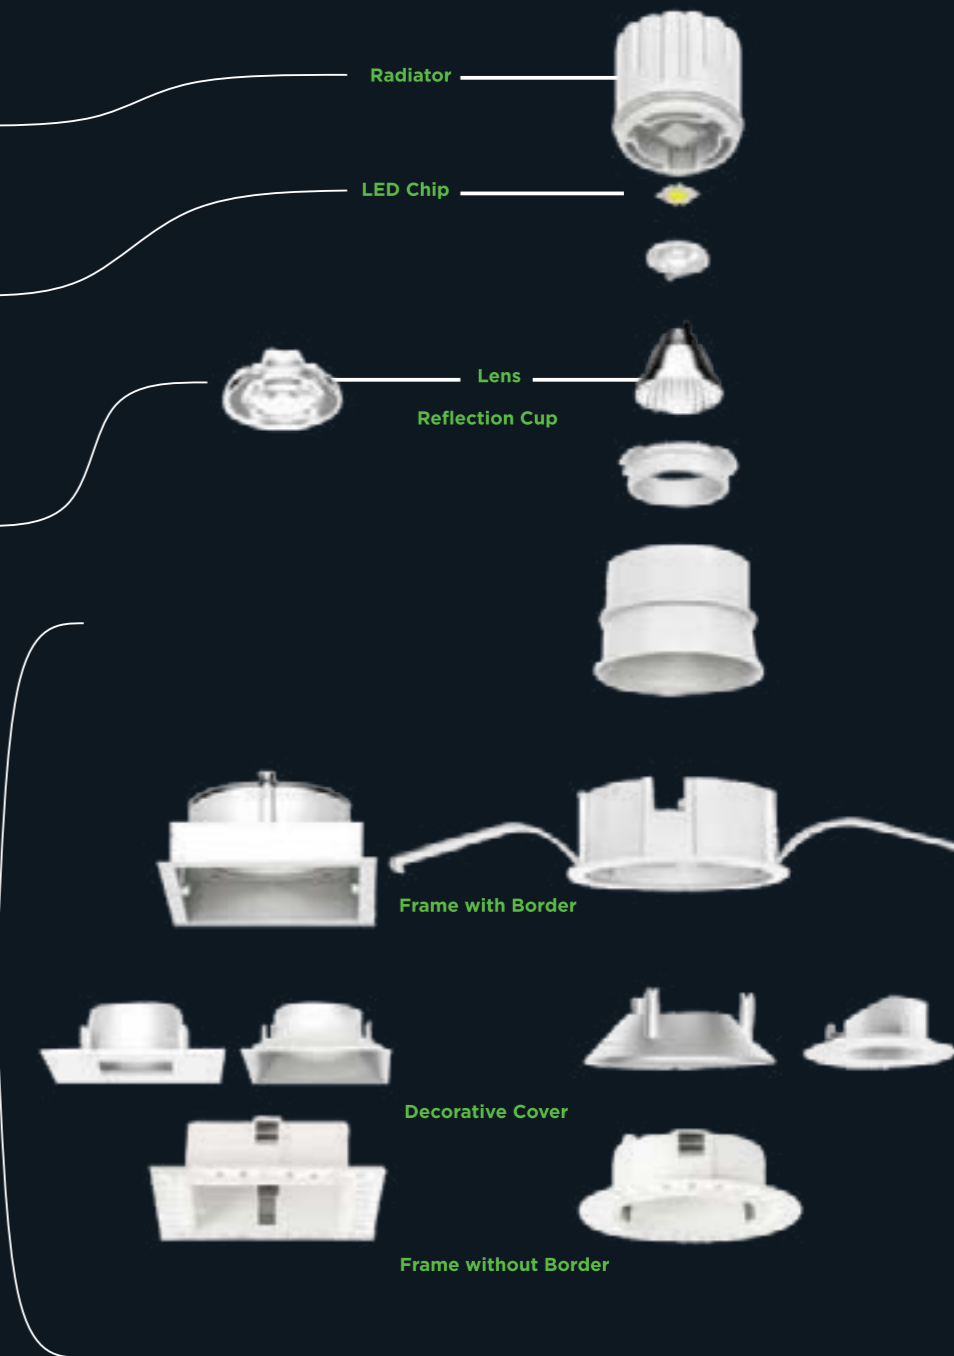 Radiator
LED Chip
Lens
Reflection Cup
Frame with Border
Decorative Cover
Frame without Border